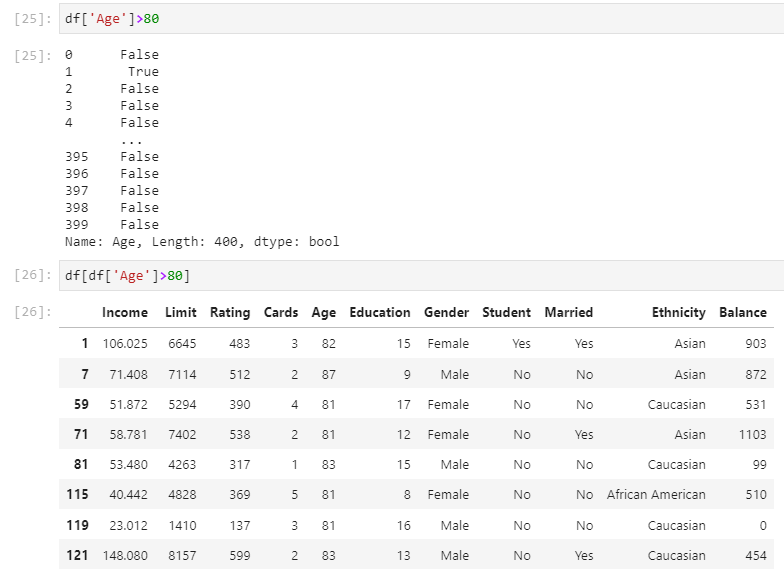 [25]: df['Age']>80
[25]: 0 False
1 True
2 False
3 False
4 False
...
395 False
396 False
397 False
398 False
399 False
Name: Age, Length: 400, dtype: bool
[26]: df[df['Age']>80]
[26]: Income Limit Rating Cards Age Education Gender Student Married Ethnicity Balance
1 106.025 6645 483 3 82 15 Female Yes Yes Asian 903
7 71.408 7114 512 2 87 9 Male No No Asian 872
59 51.872 5294 390 4 81 17 Female No No Caucasian 531
71 58.781 7402 538 2 81 12 Female No Yes Asian 1103
81 53.480 4263 317 1 83 15 Male No No Caucasian 99
115 40.442 4828 369 5 81 8 Female No No African American 510
119 23.012 1410 137 3 81 16 Male No No Caucasian 0
121 148.080 8157 599 2 83 13 Male No Yes Caucasian 454